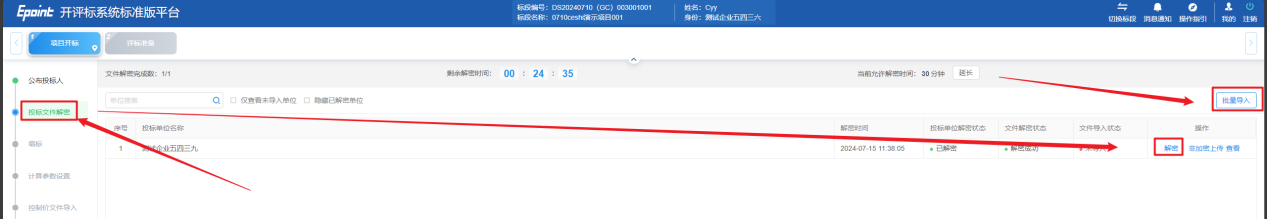 Epoint 开评标系统标准版平台
标段编号：DS20240710（GC）003001001
标段名称：0710ceshi演示项目001
姓名：Cyy
身份：测试企业五四三六
切换标段 消息通知 操作指引 我的 注销
1 项目开标
2 评标准备
公布投标人
投标文件解密
唱标
计算参数设置
控制价文件导入
文件解密完成数：1/1
剩余解密时间： 00 : 24 : 35
当前允许解密时间：30 分钟 延长
单位搜索
仅查看未导入单位 隐藏已解密单位
批量导入
序号 投标单位名称 解密时间 投标单位解密状态 文件解密状态 文件导入状态 操作
1 测试企业五四三九 2024-07-15 11:38:05 已解密 解密成功 解密 非加密上传 查看